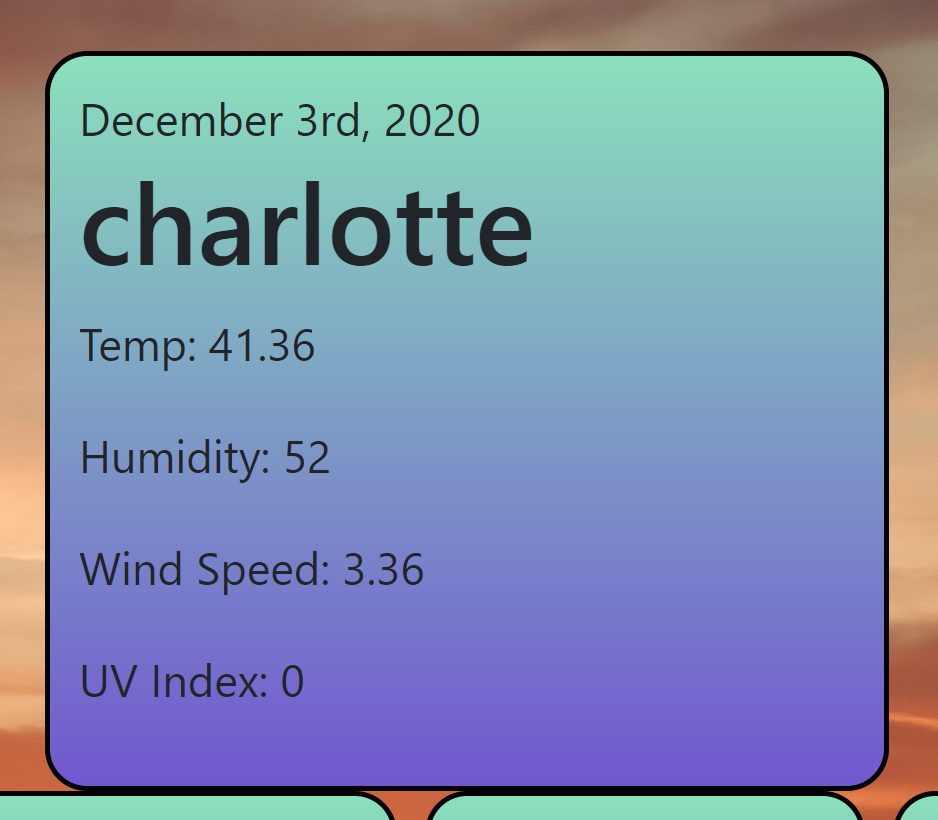 December 3rd, 2020
charlotte
Temp: 41.36
Humidity: 52
Wind Speed: 3.36
UV Index: 0